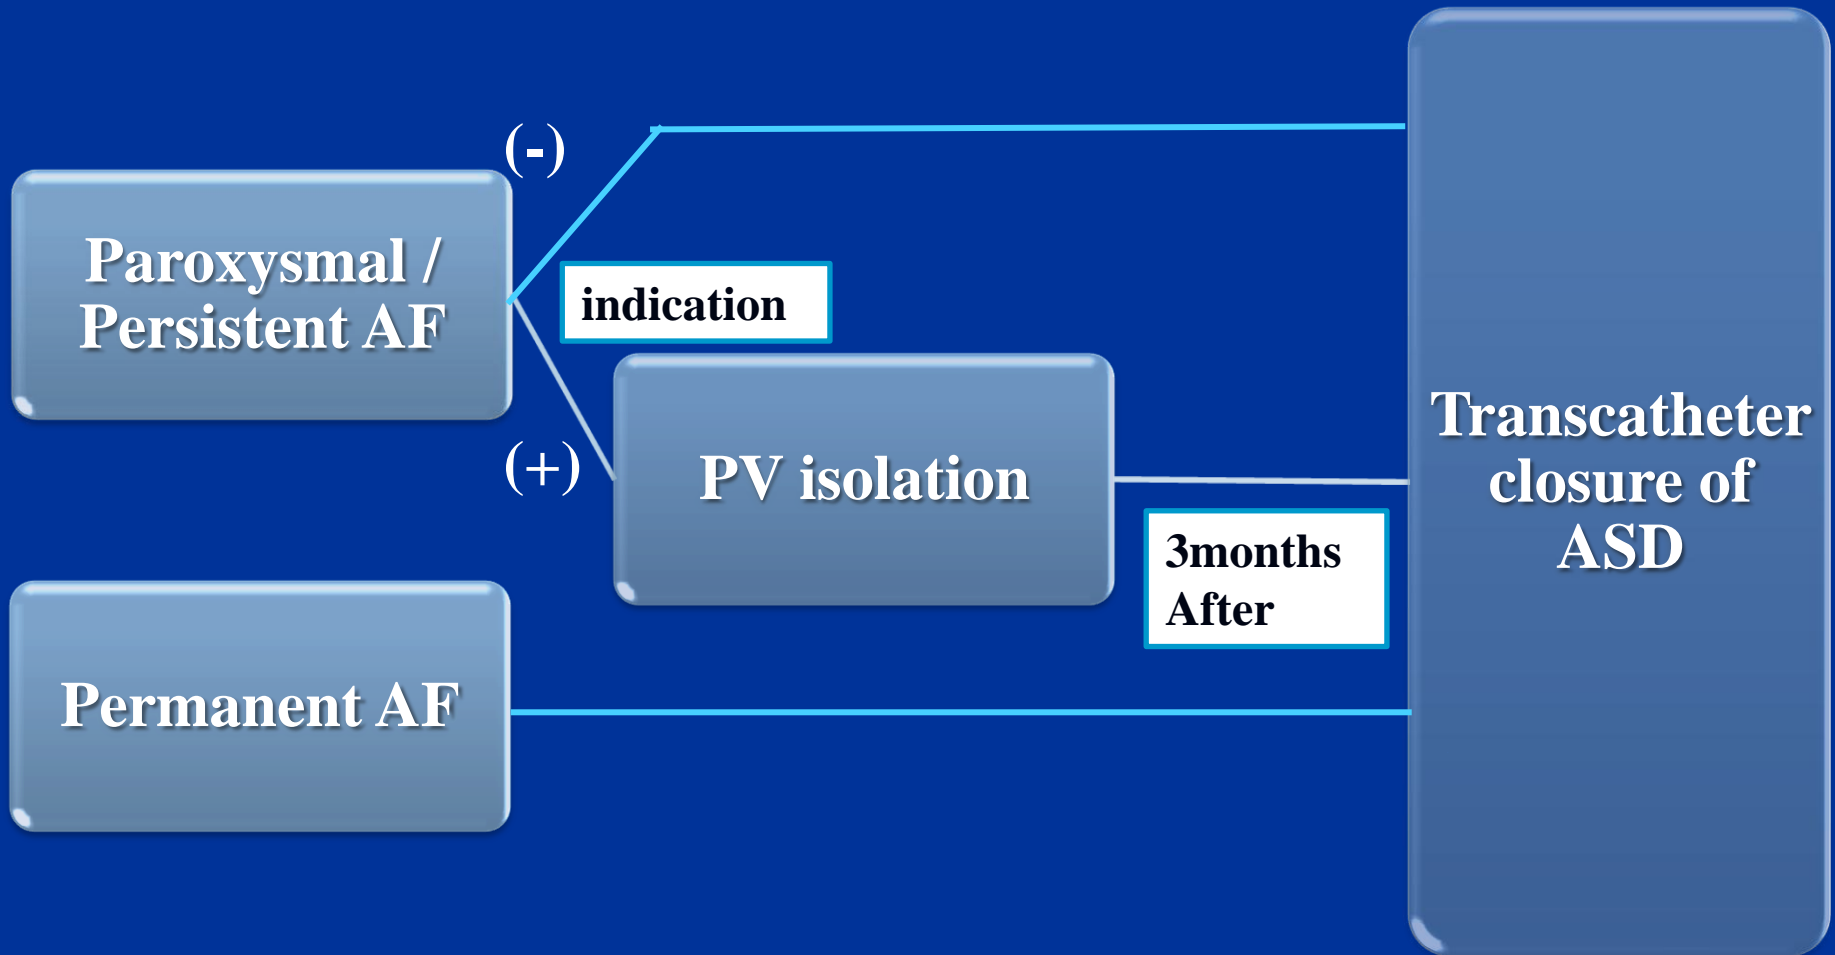 (-)
Paroxysmal /
Persistent AF
indication
(+)
PV isolation
3months
After
Transcatheter
closure of
ASD
Permanent AF